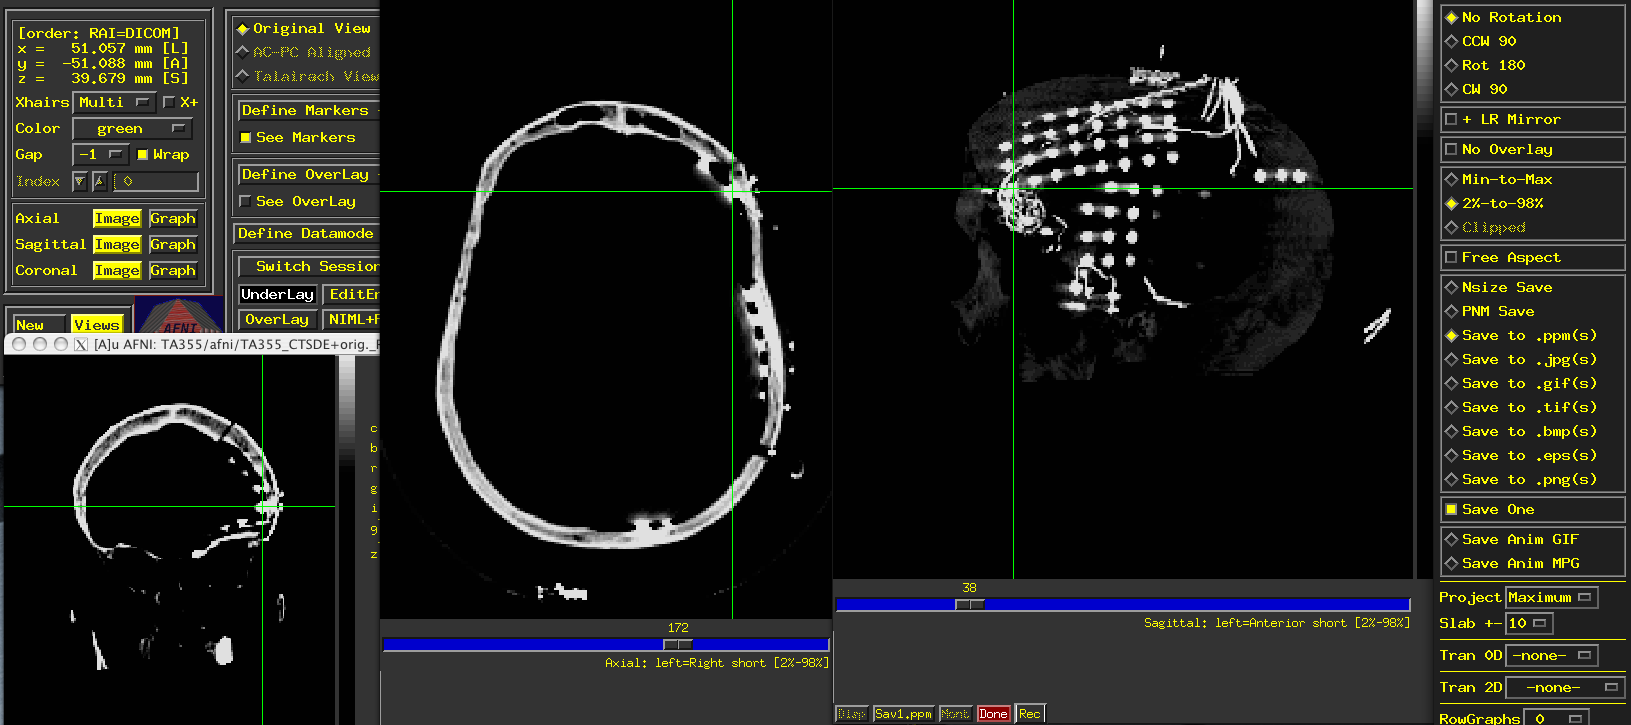 [order: RAI=DICOM]
x = 51.057 mm [L]
y = -51.088 mm [A]
z = 39.679 mm [S]
Xhairs Multi X+
Color green
Gap -1 Wrap
Index 0
Axial Image Graph
Sagittal Image Graph
Coronal Image Graph
New Views
AFNI
Original View
AC-PC Aligned
Talairach View
Define Markers -
See Markers
Define OverLay -
See OverLay
Define Datamode
Switch Session
UnderLay EditEn
OverLay NIML+P
X [A]u AFNI: TA355/afni/TA355_CTSDE+orig._
c
b
r
g
i
9
z
172
Axial: left=Right short [2%-98%]
38
Sagittal: left=Anterior short [2%-98%]
Disp Sav1.ppm Mont Done Rec
No Rotation
CCW 90
Rot 180
CW 90
+ LR Mirror
No Overlay
Min-to-Max
2%-to-98%
Clipped
Free Aspect
Nsize Save
PNM Save
Save to .ppm(s)
Save to .jpg(s)
Save to .gif(s)
Save to .tif(s)
Save to .bmp(s)
Save to .eps(s)
Save to .png(s)
Save One
Save Anim GIF
Save Anim MPG
Project Maximum
Slab +- 10
Tran 0D -none-
Tran 2D -none-
RowGraphs 0